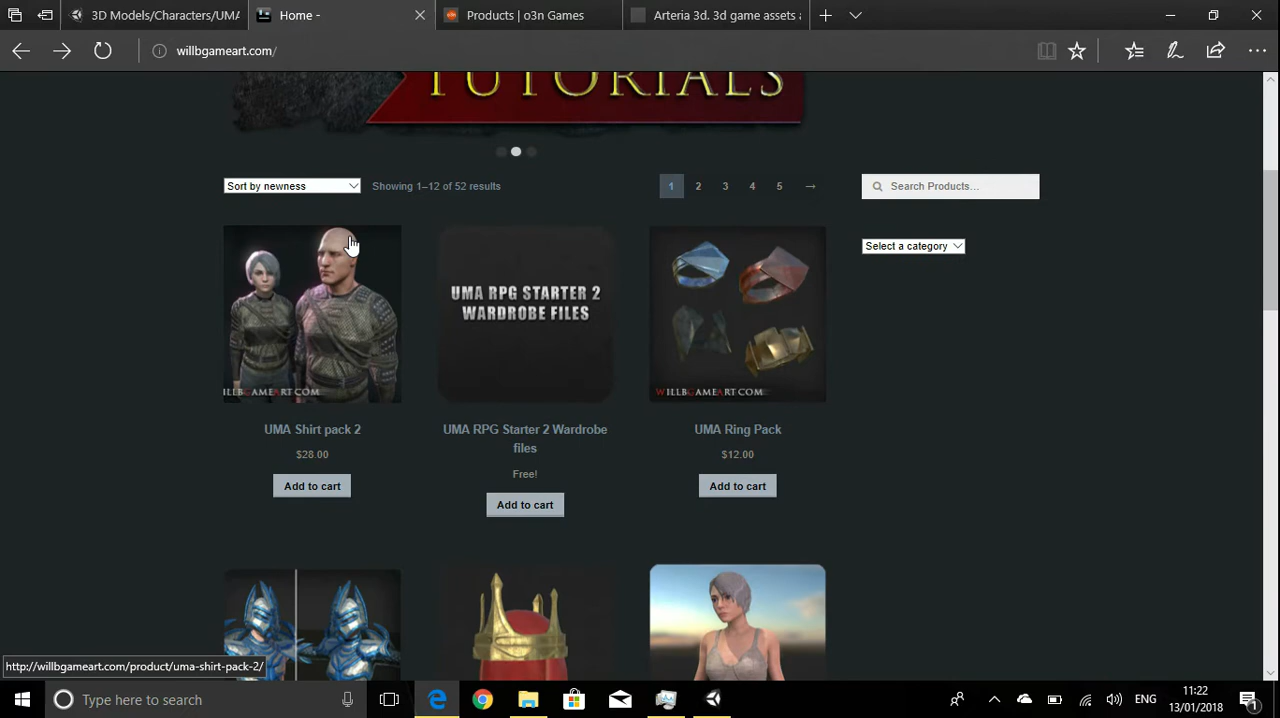 3D Models/Characters/UMA
Home -
Products | o3n Games
Arteria 3d. 3d game assets a
willbgameart.com/
TUTORIALS
Sort by newness
Showing 1–12 of 52 results
1 2 3 4 5 →
Search Products...
Select a category
UMA RPG STARTER 2
WARDROBE FILES
ILLBGAMEART.COM
WILLBGAMEART.COM
UMA Shirt pack 2
UMA RPG Starter 2 Wardrobe
files
UMA Ring Pack
$28.00
Free!
$12.00
Add to cart
Add to cart
Add to cart
http://willbgameart.com/product/uma-shirt-pack-2/
Type here to search
ENG
11:22
13/01/2018
1